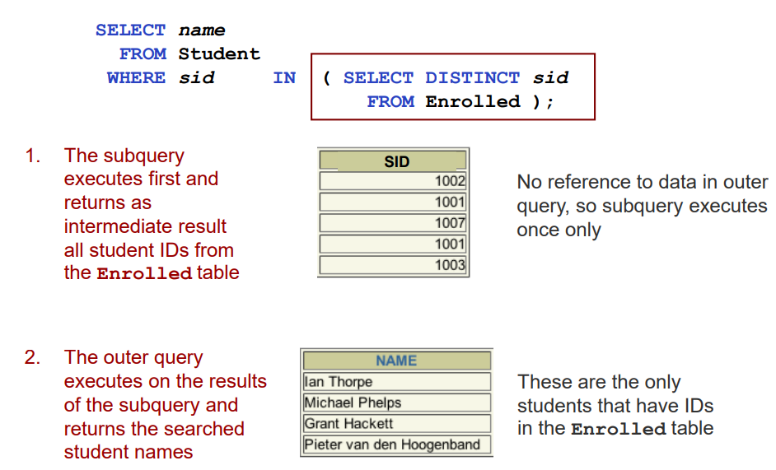 SELECT name
FROM Student
WHERE sid IN ( SELECT DISTINCT sid
FROM Enrolled );
1. The subquery
executes first and
returns as
intermediate result
all student IDs from
the Enrolled table
SID
1002
1001
1007
1001
1003
No reference to data in outer
query, so subquery executes
once only
2. The outer query
executes on the results
of the subquery and
returns the searched
student names
NAME
Ian Thorpe
Michael Phelps
Grant Hackett
Pieter van den Hoogenband
These are the only
students that have IDs
in the Enrolled table